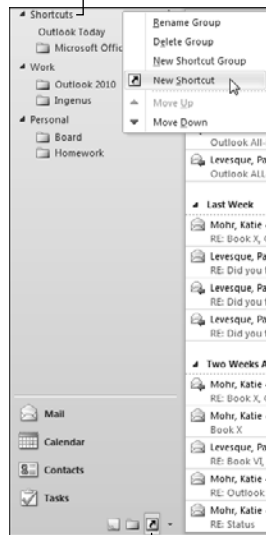 Shortcuts
Outlook Today
Microsoft Offic
Work
Outlook 2010
Ingenus
Personal
Board
Homework
Rename Group
Delete Group
New Shortcut Group
New Shortcut
Move Up
Move Down
Outlook All-
Levesque, Pa
Outlook ALL
Last Week
Mohr, Katie
RE: Book X,
Levesque, Pa
RE: Did you
Levesque, Pa
RE: Did you
Levesque, Pa
RE: Did you
Two Weeks A
Mohr, Katie
RE: Book X,
Mohr, Katie
Book X
Levesque, Pa
RE: Book VI,
Mohr, Katie
RE: Outlook
Mohr, Katie
RE: Status
Mail
Calendar
Contacts
Tasks